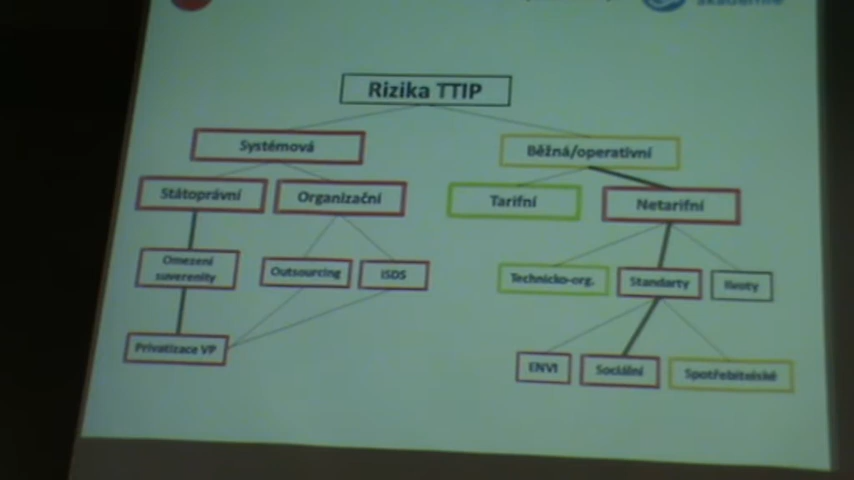 akademie
Rizika TTIP
Systémová
Běžná/operativní
Státoprávní
Organizační
Tarifní
Netarifní
Omezení
suverenity
Outsourcing
ISDS
Technicko-org.
Standarty
Privatizace VP
ENVI
Sociální
Spotřebitelské